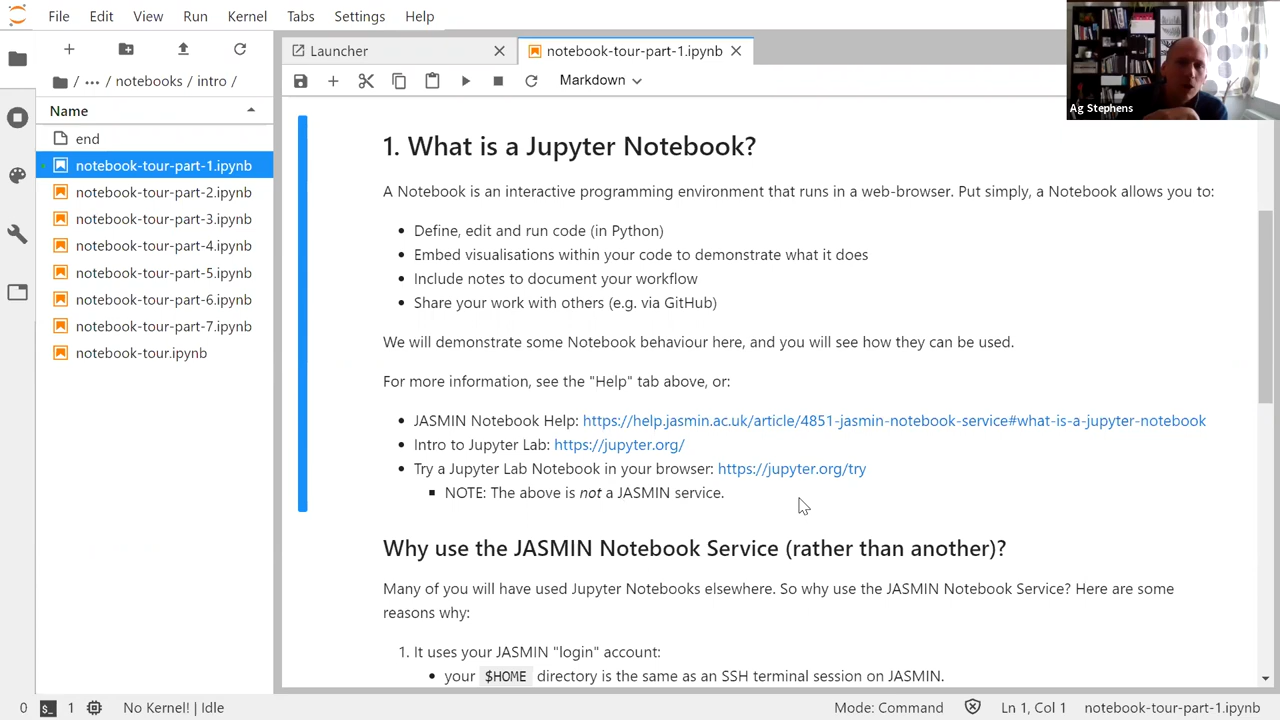 File Edit View Run Kernel Tabs Settings Help
Launcher
notebook-tour-part-1.ipynb
Markdown
Ag Stephens
/ ··· / notebooks / intro /
Name
end
notebook-tour-part-1.ipynb
notebook-tour-part-2.ipynb
notebook-tour-part-3.ipynb
notebook-tour-part-4.ipynb
notebook-tour-part-5.ipynb
notebook-tour-part-6.ipynb
notebook-tour-part-7.ipynb
notebook-tour.ipynb
1. What is a Jupyter Notebook?
A Notebook is an interactive programming environment that runs in a web-browser. Put simply, a Notebook allows you to:
• Define, edit and run code (in Python)
• Embed visualisations within your code to demonstrate what it does
• Include notes to document your workflow
• Share your work with others (e.g. via GitHub)
We will demonstrate some Notebook behaviour here, and you will see how they can be used.
For more information, see the "Help" tab above, or:
• JASMIN Notebook Help: https://help.jasmin.ac.uk/article/4851-jasmin-notebook-service#what-is-a-jupyter-notebook
• Intro to Jupyter Lab: https://jupyter.org/
• Try a Jupyter Lab Notebook in your browser: https://jupyter.org/try
▪ NOTE: The above is not a JASMIN service.
Why use the JASMIN Notebook Service (rather than another)?
Many of you will have used Jupyter Notebooks elsewhere. So why use the JASMIN Notebook Service? Here are some
reasons why:
1. It uses your JASMIN "login" account:
• your $HOME directory is the same as an SSH terminal session on JASMIN.
0 $_ 1 No Kernel! | Idle
Mode: Command Ln 1, Col 1 notebook-tour-part-1.ipynb